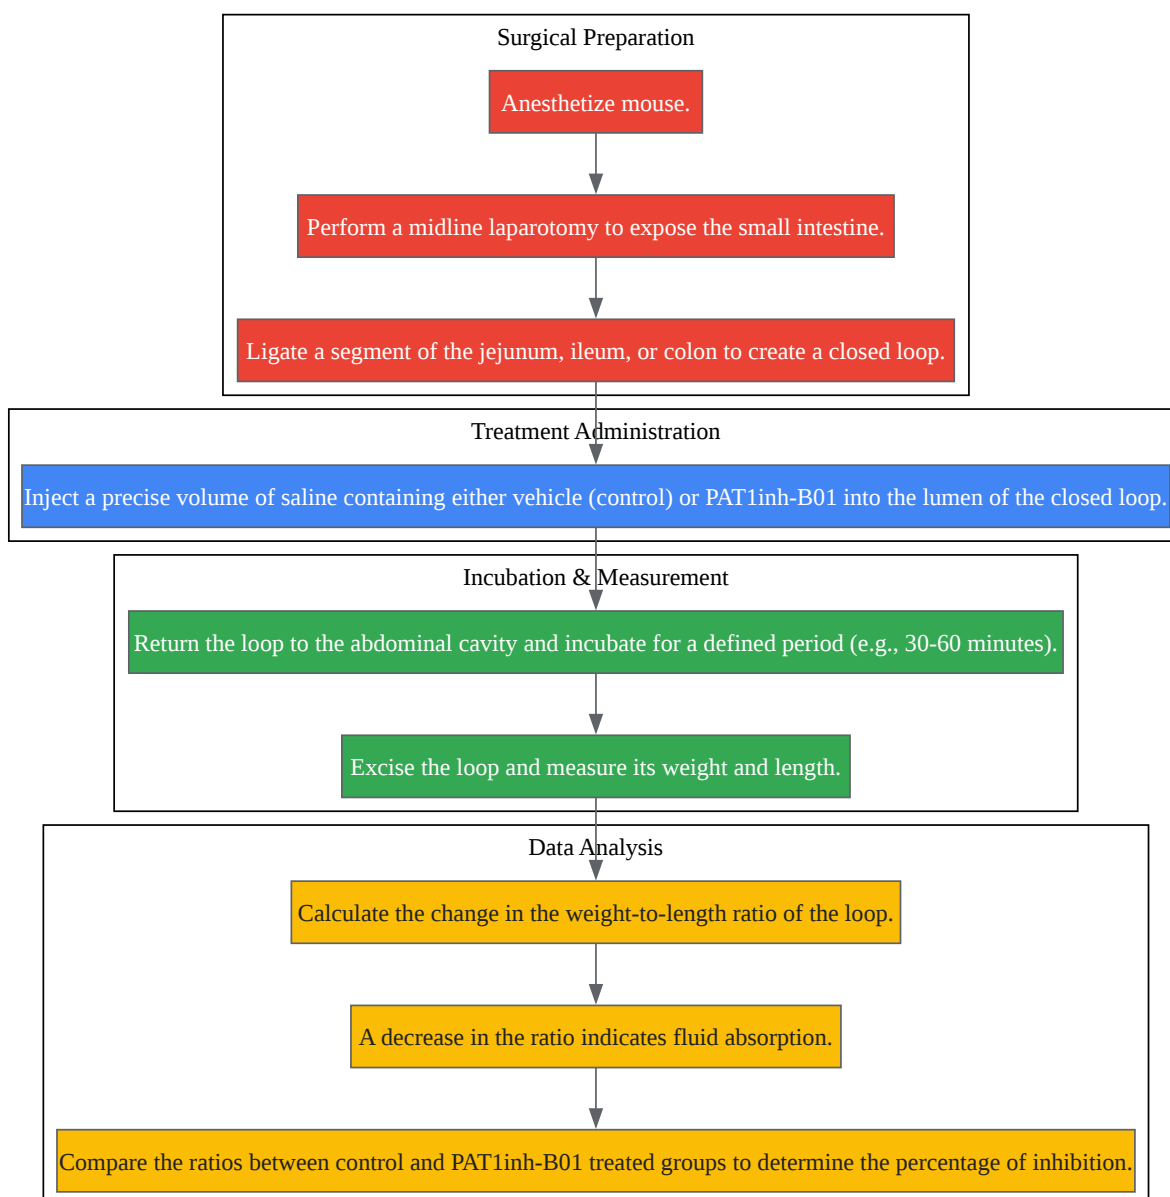 Surgical Preparation
Anesthetize mouse.
Perform a midline laparotomy to expose the small intestine.
Ligate a segment of the jejunum, ileum, or colon to create a closed loop.
Treatment Administration
Inject a precise volume of saline containing either vehicle (control) or PAT1inh-B01 into the lumen of the closed loop.
Incubation & Measurement
Return the loop to the abdominal cavity and incubate for a defined period (e.g., 30-60 minutes).
Excise the loop and measure its weight and length.
Data Analysis
Calculate the change in the weight-to-length ratio of the loop.
A decrease in the ratio indicates fluid absorption.
Compare the ratios between control and PAT1inh-B01 treated groups to determine the percentage of inhibition.